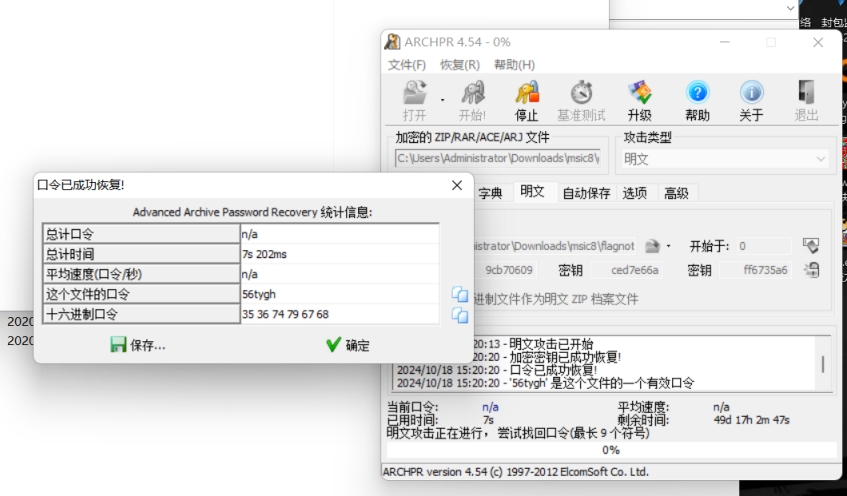 络 封包
ARCHPR 4.54 - 0%
文件(F) 恢复(R) 帮助(H)
打开 开始! 停止 基准测试 升级 帮助 关于 退出
加密的 ZIP/RAR/ACE/ARJ 文件 攻击类型
C:\Users\Administrator\Downloads\msic8\ 明文
字典 明文 自动保存 选项 高级
istrator\Downloads\msic8\flagnot 开始于: 0
9cb70609 密钥 ced7e66a 密钥 ff6735a6
进制文件作为明文 ZIP 档案文件
口令已成功恢复!
Advanced Archive Password Recovery 统计信息:
总计口令 n/a
总计时间 7s 202ms
平均速度(口令/秒) n/a
这个文件的口令 56tygh
十六进制口令 35 36 74 79 67 68
保存... 确定
2020
2020
20:13 - 明文攻击已开始
20:20 - 加密密钥已成功恢复!
2024/10/18 15:20:20 - 口令已成功恢复!
2024/10/18 15:20:20 - '56tygh' 是这个文件的一个有效口令
当前口令: n/a 平均速度: n/a
已用时间: 7s 剩余时间: 49d 17h 2m 47s
明文攻击正在进行，尝试找回口令(最长 9 个符号)
0%
ARCHPR version 4.54 (c) 1997-2012 ElcomSoft Co. Ltd.